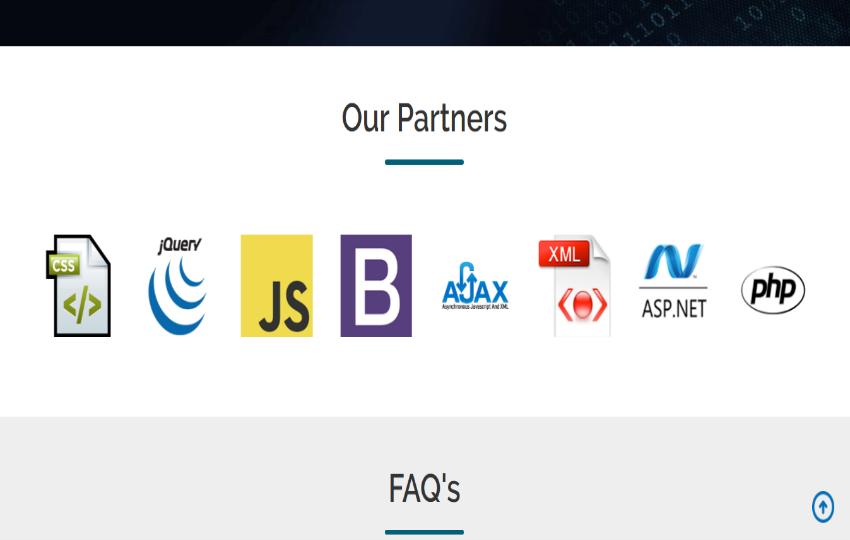 Our Partners
CSS
</>
jQuery
JS
B
AJAX
Asynchronous Javascript And XML
XML
ASP.NET
php
FAQ's